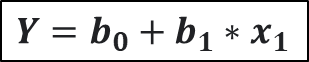 Y = b₀ + b₁ * x₁